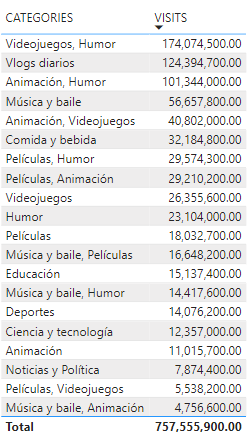 CATEGORIES VISITS
Videojuegos, Humor 174,074,500.00
Vlogs diarios 124,394,700.00
Animación, Humor 101,344,000.00
Música y baile 56,657,800.00
Animación, Videojuegos 40,802,000.00
Comida y bebida 32,184,800.00
Películas, Humor 29,574,300.00
Películas, Animación 29,210,200.00
Videojuegos 26,355,600.00
Humor 23,104,000.00
Películas 18,032,700.00
Música y baile, Películas 16,648,200.00
Educación 15,137,400.00
Música y baile, Humor 14,417,600.00
Deportes 14,076,200.00
Ciencia y tecnología 12,357,000.00
Animación 11,015,700.00
Noticias y Política 7,874,400.00
Películas, Videojuegos 5,538,200.00
Música y baile, Animación 4,756,600.00
Total 757,555,900.00